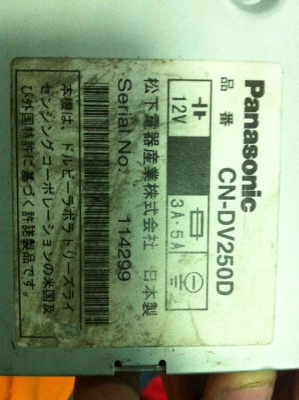 Panasonic
品 番 CN-DV250D
12V 3A·5A
松下電器産業株式会社 日本製
Serial No: 114299
本機は、ドルビーラボラトリーズライ
センシングコーポレーションの米国及
び外国特許に基づく許諾製品です。